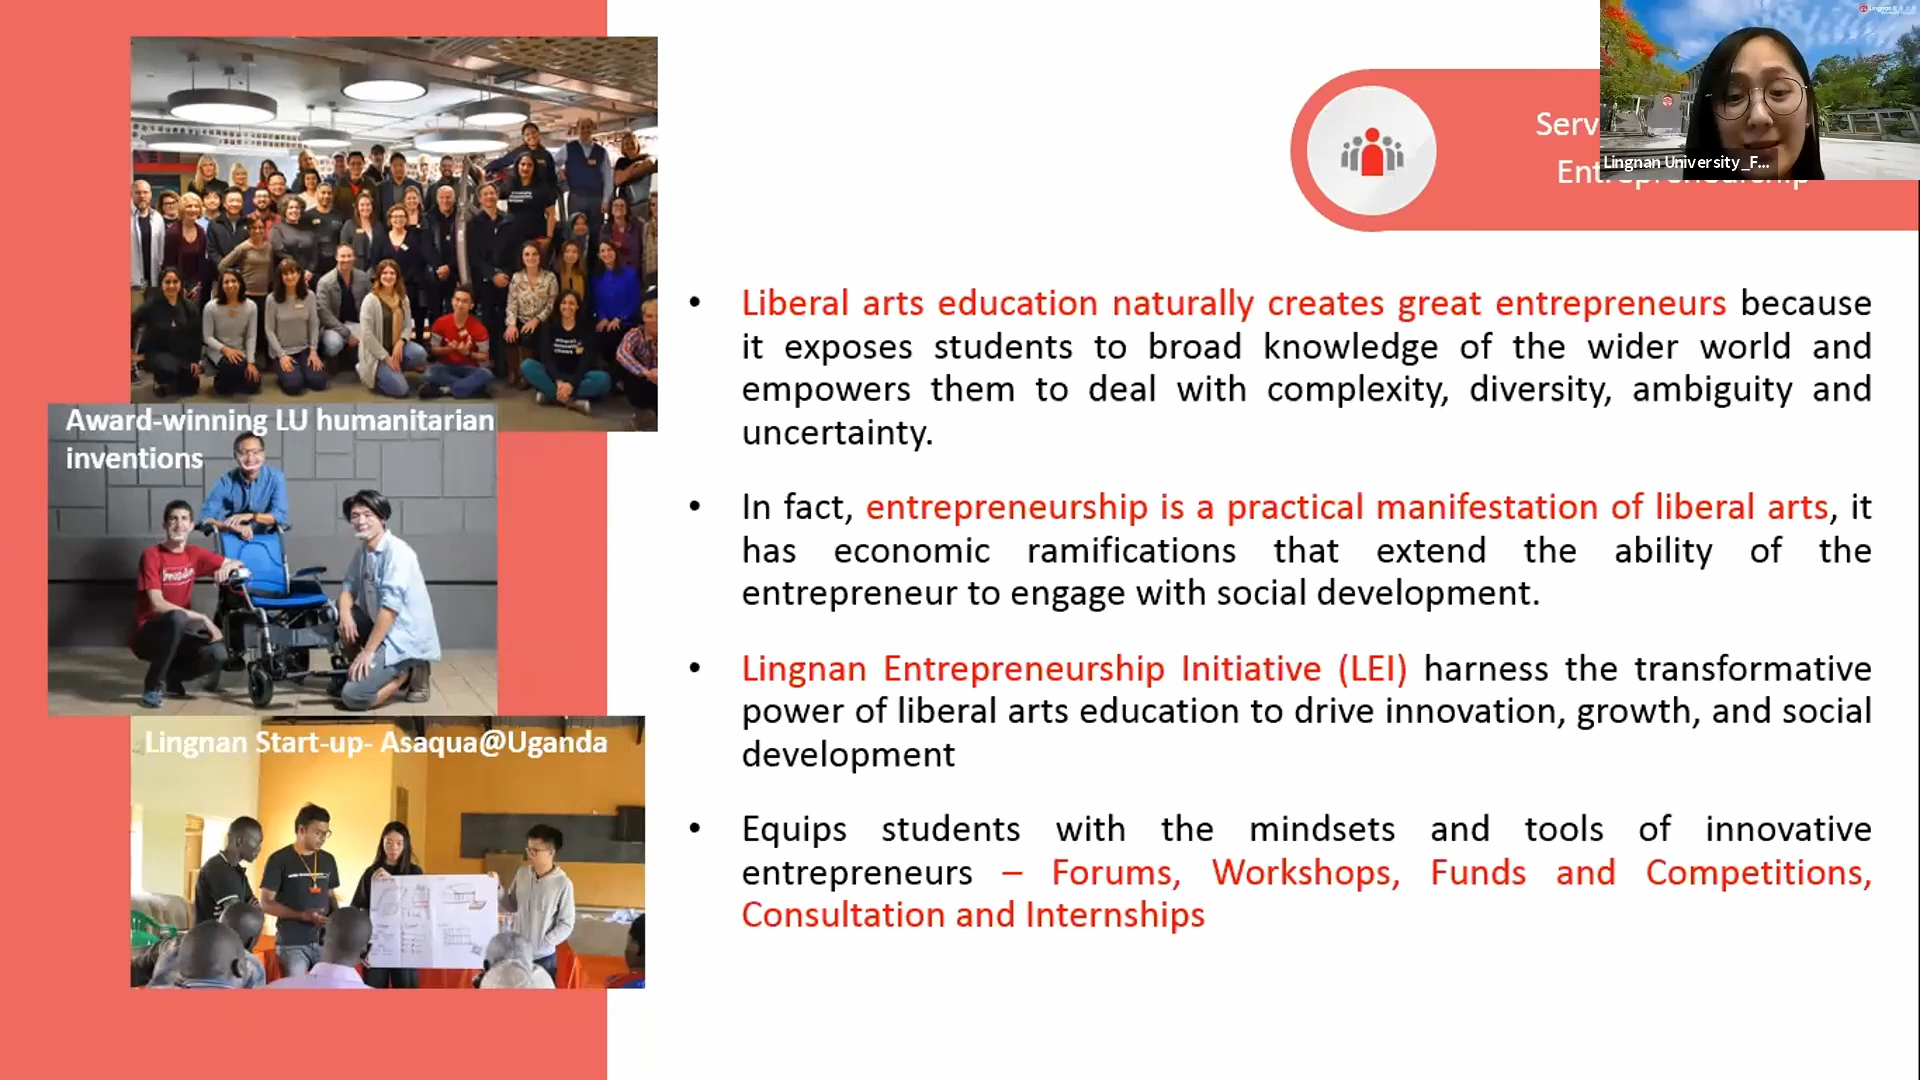 Lingnan University_F...
Award-winning LU humanitarian
inventions
Lingnan Start-up- Asaqua@Uganda
• Liberal arts education naturally creates great entrepreneurs because
it exposes students to broad knowledge of the wider world and
empowers them to deal with complexity, diversity, ambiguity and
uncertainty.
• In fact, entrepreneurship is a practical manifestation of liberal arts, it
has economic ramifications that extend the ability of the
entrepreneur to engage with social development.
• Lingnan Entrepreneurship Initiative (LEI) harness the transformative
power of liberal arts education to drive innovation, growth, and social
development
• Equips students with the mindsets and tools of innovative
entrepreneurs – Forums, Workshops, Funds and Competitions,
Consultation and Internships